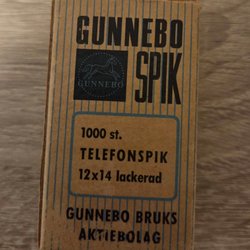 GUNNEBO
GUNNEBO
SPIK
1000 st.
TELEFONSPIK
12x14 lackerad
GUNNEBO BRUKS
AKTIEBOLAG